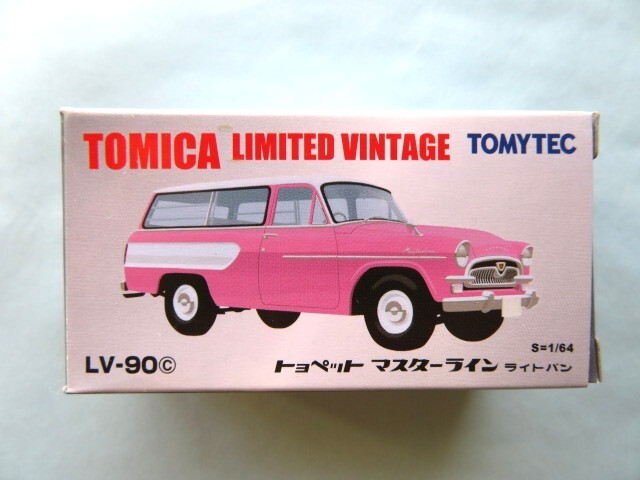 TOMICA LIMITED VINTAGE TOMYTEC
S=1/64
LV-90ⓒ トヨペット マスターライン ライトバン